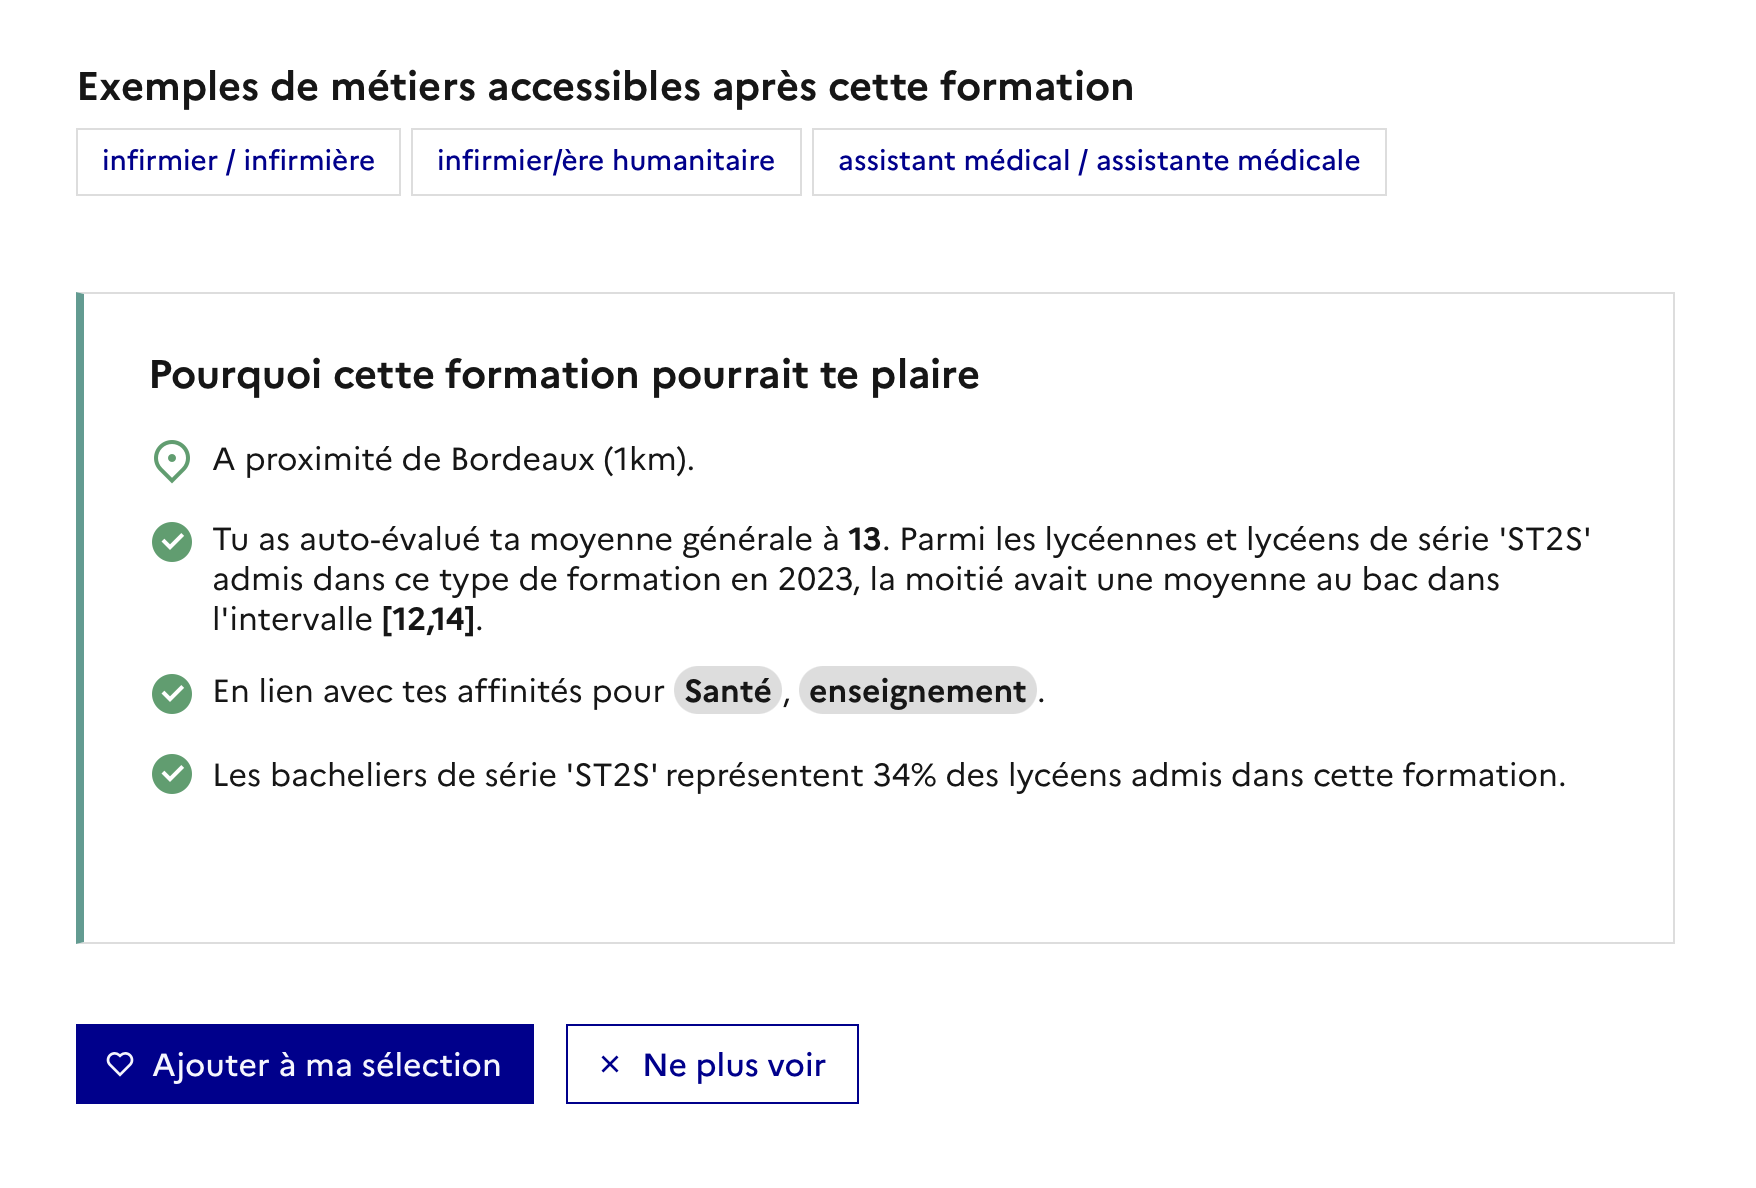 Exemples de métiers accessibles après cette formation
infirmier / infirmière
infirmier/ère humanitaire
assistant médical / assistante médicale
Pourquoi cette formation pourrait te plaire
A proximité de Bordeaux (1km).
Tu as auto-évalué ta moyenne générale à 13. Parmi les lycéennes et lycéens de série 'ST2S'
admis dans ce type de formation en 2023, la moitié avait une moyenne au bac dans
l'intervalle [12,14].
En lien avec tes affinités pour Santé, enseignement.
Les bacheliers de série 'ST2S' représentent 34% des lycéens admis dans cette formation.
Ajouter à ma sélection
Ne plus voir